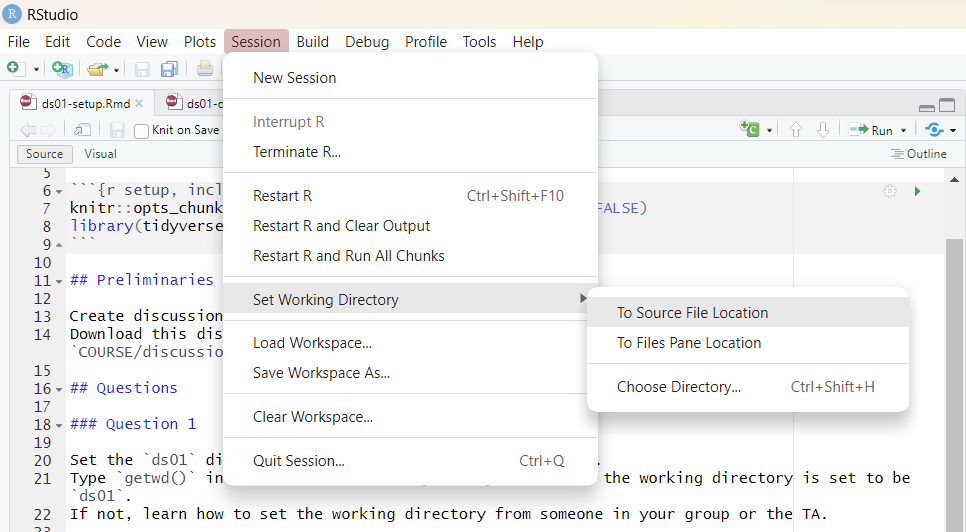 RStudio
File Edit Code View Plots Session Build Debug Profile Tools Help
ds01-setup.Rmd ds01-
Knit on Save Run
Source Visual Outline
New Session
Interrupt R
Terminate R...
Restart R Ctrl+Shift+F10
Restart R and Clear Output
Restart R and Run All Chunks
Set Working Directory
Load Workspace...
Save Workspace As...
Clear Workspace...
Quit Session... Ctrl+Q
To Source File Location
To Files Pane Location
Choose Directory... Ctrl+Shift+H
5
6 ```{r setup, incl
7 knitr::opts_chunk FALSE)
8 library(tidyverse
9 ```
10
11 ## Preliminaries
12
13 Create discussion
14 Download this dis
`COURSE/discussio
15
16 ## Questions
17
18 ### Question 1
19
20 Set the `ds01` di .
21 Type `getwd()` in the working directory is set to be
`ds01`.
22 If not, learn how to set the working directory from someone in your group or the TA.
23